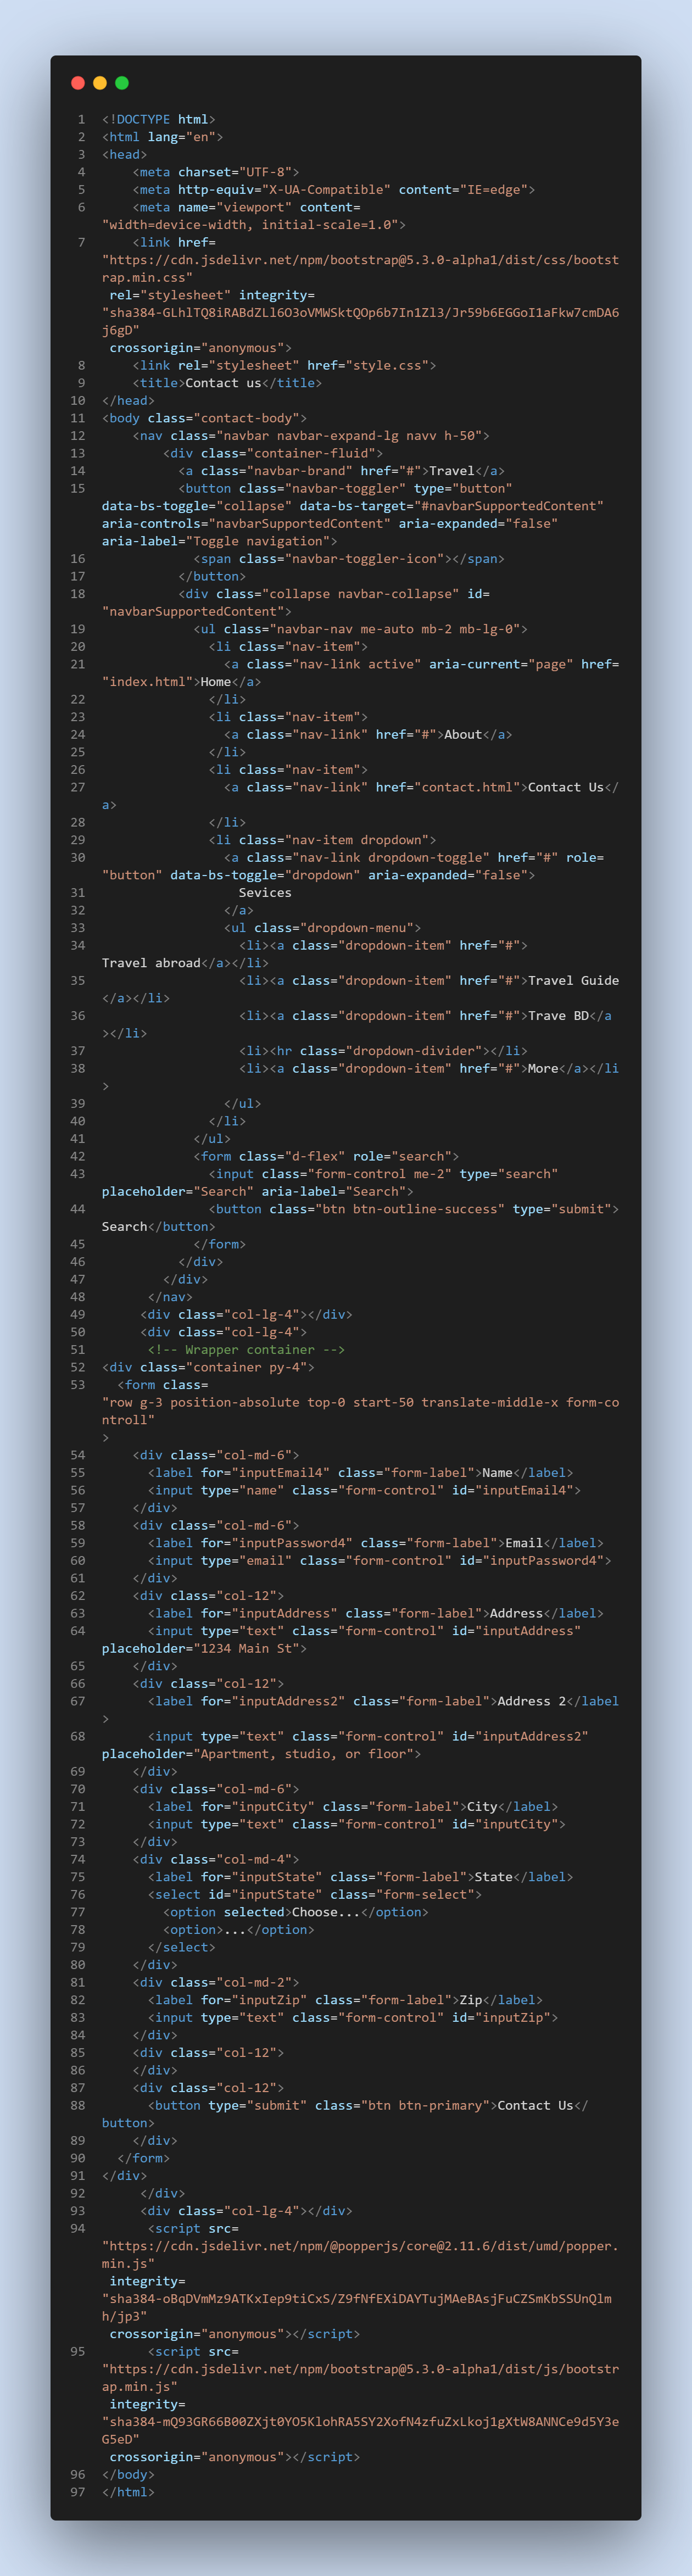 1 <!DOCTYPE html>
2 <html lang="en">
3 <head>
4     <meta charset="UTF-8">
5     <meta http-equiv="X-UA-Compatible" content="IE=edge">
6     <meta name="viewport" content=
"width=device-width, initial-scale=1.0">
7     <link href=
"https://cdn.jsdelivr.net/npm/bootstrap@5.3.0-alpha1/dist/css/bootst
rap.min.css"
 rel="stylesheet" integrity=
"sha384-GLhlTQ8iRABdZLl6O3oVMWSktQOp6b7In1Zl3/Jr59b6EGGoI1aFkw7cmDA6
j6gD"
 crossorigin="anonymous">
8     <link rel="stylesheet" href="style.css">
9     <title>Contact us</title>
10 </head>
11 <body class="contact-body">
12     <nav class="navbar navbar-expand-lg navv h-50">
13         <div class="container-fluid">
14           <a class="navbar-brand" href="#">Travel</a>
15           <button class="navbar-toggler" type="button"
data-bs-toggle="collapse" data-bs-target="#navbarSupportedContent"
aria-controls="navbarSupportedContent" aria-expanded="false"
aria-label="Toggle navigation">
16             <span class="navbar-toggler-icon"></span>
17           </button>
18           <div class="collapse navbar-collapse" id=
"navbarSupportedContent">
19             <ul class="navbar-nav me-auto mb-2 mb-lg-0">
20               <li class="nav-item">
21                 <a class="nav-link active" aria-current="page" href=
"index.html">Home</a>
22               </li>
23               <li class="nav-item">
24                 <a class="nav-link" href="#">About</a>
25               </li>
26               <li class="nav-item">
27                 <a class="nav-link" href="contact.html">Contact Us</
a>
28               </li>
29               <li class="nav-item dropdown">
30                 <a class="nav-link dropdown-toggle" href="#" role=
"button" data-bs-toggle="dropdown" aria-expanded="false">
31                   Sevices
32                 </a>
33                 <ul class="dropdown-menu">
34                   <li><a class="dropdown-item" href="#">
Travel abroad</a></li>
35                   <li><a class="dropdown-item" href="#">Travel Guide
</a></li>
36                   <li><a class="dropdown-item" href="#">Trave BD</a
></li>
37                   <li><hr class="dropdown-divider"></li>
38                   <li><a class="dropdown-item" href="#">More</a></li
>
39                 </ul>
40               </li>
41             </ul>
42             <form class="d-flex" role="search">
43               <input class="form-control me-2" type="search"
placeholder="Search" aria-label="Search">
44               <button class="btn btn-outline-success" type="submit">
Search</button>
45             </form>
46           </div>
47         </div>
48       </nav>
49      <div class="col-lg-4"></div>
50      <div class="col-lg-4">
51       <!-- Wrapper container -->
52 <div class="container py-4">
53   <form class=
"row g-3 position-absolute top-0 start-50 translate-middle-x form-co
ntroll"
>
54     <div class="col-md-6">
55       <label for="inputEmail4" class="form-label">Name</label>
56       <input type="name" class="form-control" id="inputEmail4">
57     </div>
58     <div class="col-md-6">
59       <label for="inputPassword4" class="form-label">Email</label>
60       <input type="email" class="form-control" id="inputPassword4">
61     </div>
62     <div class="col-12">
63       <label for="inputAddress" class="form-label">Address</label>
64       <input type="text" class="form-control" id="inputAddress"
placeholder="1234 Main St">
65     </div>
66     <div class="col-12">
67       <label for="inputAddress2" class="form-label">Address 2</label
>
68       <input type="text" class="form-control" id="inputAddress2"
placeholder="Apartment, studio, or floor">
69     </div>
70     <div class="col-md-6">
71       <label for="inputCity" class="form-label">City</label>
72       <input type="text" class="form-control" id="inputCity">
73     </div>
74     <div class="col-md-4">
75       <label for="inputState" class="form-label">State</label>
76       <select id="inputState" class="form-select">
77         <option selected>Choose...</option>
78         <option>...</option>
79       </select>
80     </div>
81     <div class="col-md-2">
82       <label for="inputZip" class="form-label">Zip</label>
83       <input type="text" class="form-control" id="inputZip">
84     </div>
85     <div class="col-12">
86     </div>
87     <div class="col-12">
88       <button type="submit" class="btn btn-primary">Contact Us</
button>
89     </div>
90   </form>
91 </div>
92      </div>
93      <div class="col-lg-4"></div>
94       <script src=
"https://cdn.jsdelivr.net/npm/@popperjs/core@2.11.6/dist/umd/popper.
min.js"
 integrity=
"sha384-oBqDVmMz9ATKxIep9tiCxS/Z9fNfEXiDAYTujMAeBAsjFuCZSmKbSSUnQlm
h/jp3"
 crossorigin="anonymous"></script>
95       <script src=
"https://cdn.jsdelivr.net/npm/bootstrap@5.3.0-alpha1/dist/js/bootstr
ap.min.js"
 integrity=
"sha384-mQ93GR66B00ZXjt0YO5KlohRA5SY2XofN4zfuZxLkoj1gXtW8ANNCe9d5Y3e
G5eD"
 crossorigin="anonymous"></script>
96 </body>
97 </html>